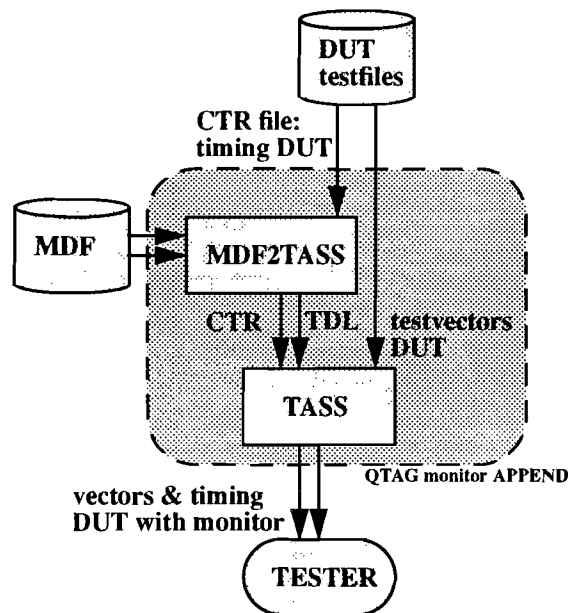 DUT
testfiles
CTR file:
timing DUT
MDF
MDF2TASS
CTR
TDL
testvectors
DUT
TASS
QTAG monitor APPEND
vectors & timing
DUT with monitor
TESTER